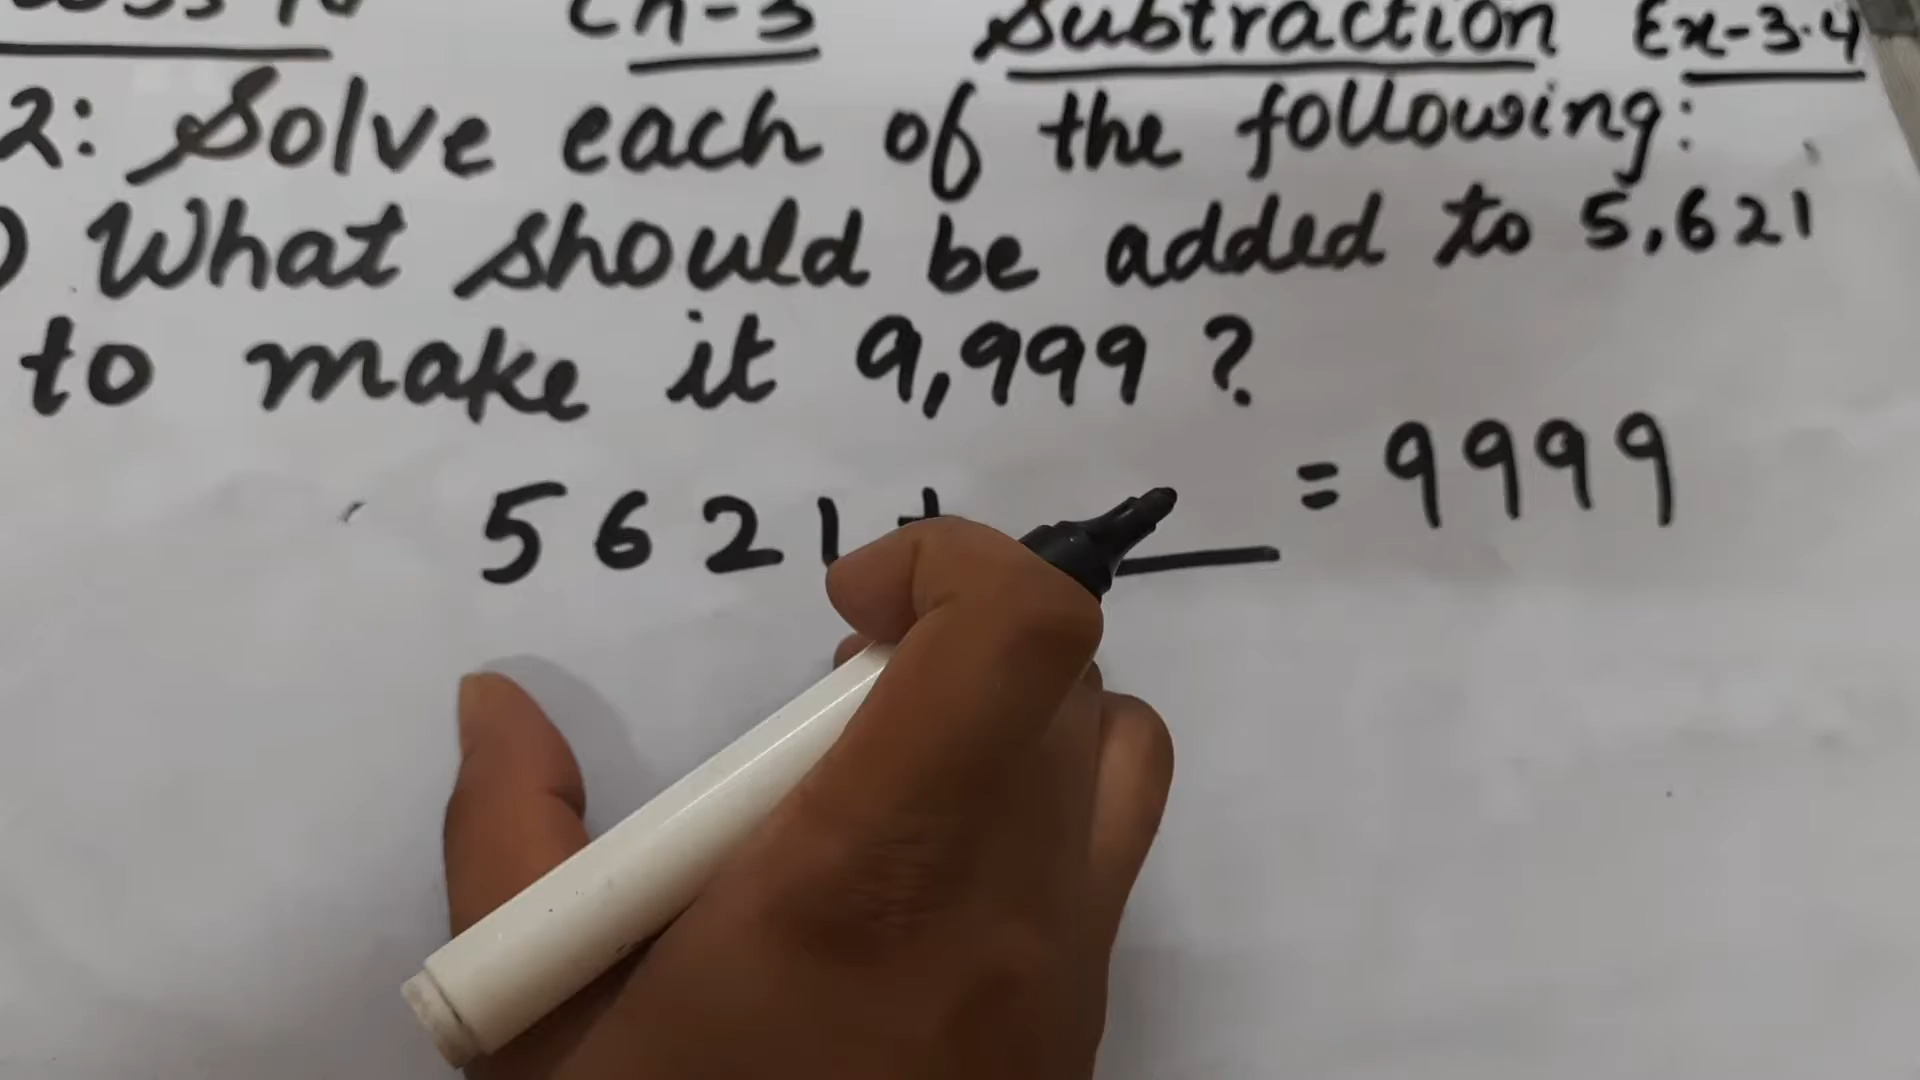 Ch-3 Subtraction Ex-3.4
2: Solve each of the following:
) What should be added to 5,621
to make it 9,999?
5621+ = 9999